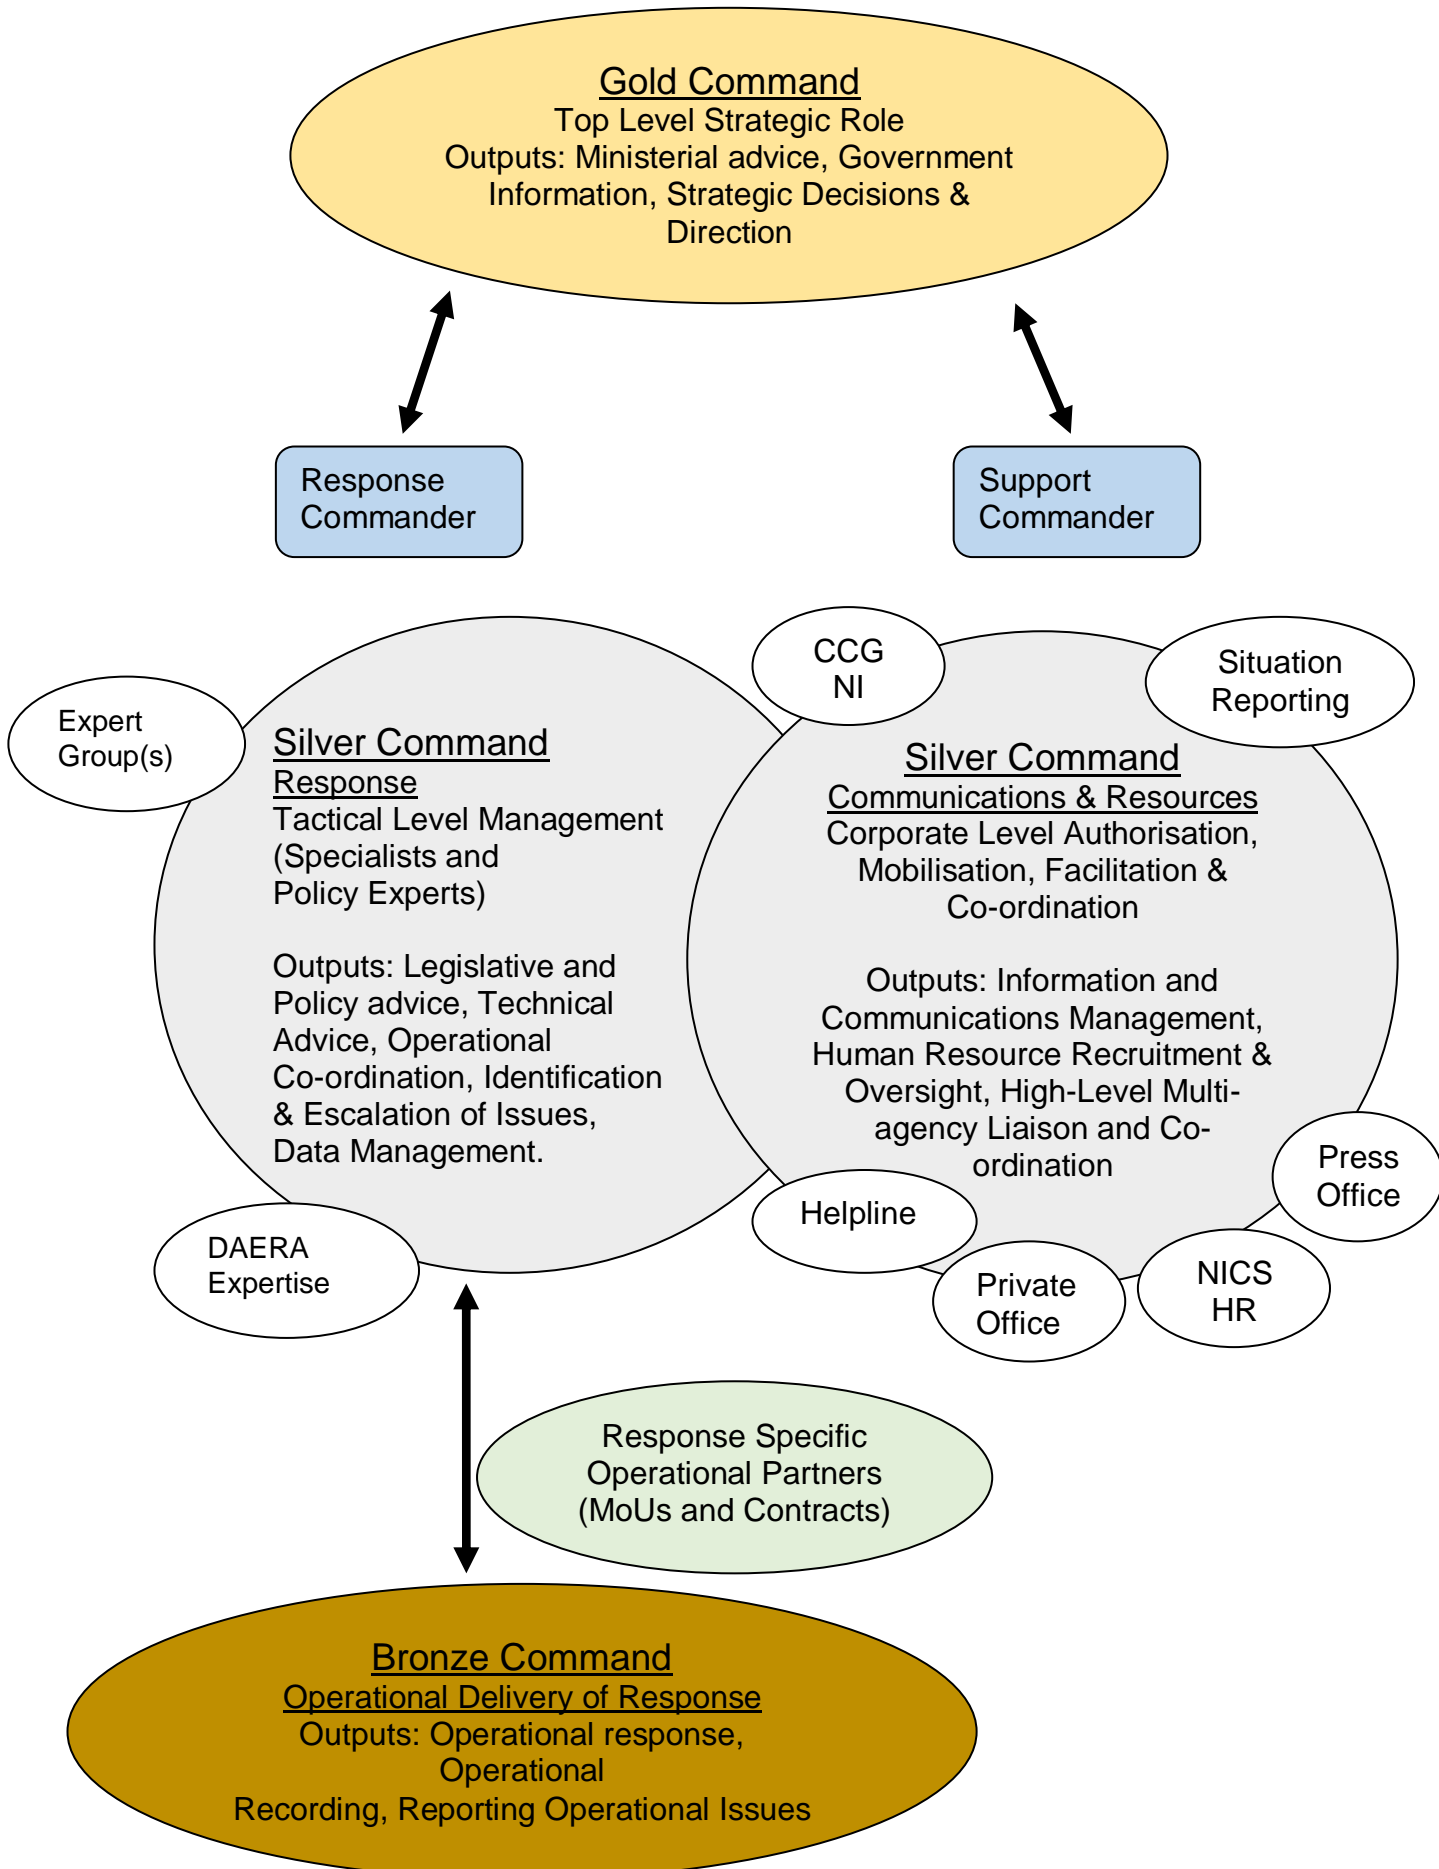 Gold Command
Top Level Strategic Role
Outputs: Ministerial advice, Government
Information, Strategic Decisions &
Direction
Response
Commander
Support
Commander
Expert
Group(s)
Silver Command
Response
Tactical Level Management
(Specialists and
Policy Experts)
Outputs: Legislative and
Policy advice, Technical
Advice, Operational
Co-ordination, Identification
& Escalation of Issues,
Data Management.
DAERA
Expertise
CCG
NI
Situation
Reporting
Silver Command
Communications & Resources
Corporate Level Authorisation,
Mobilisation, Facilitation &
Co-ordination
Outputs: Information and
Communications Management,
Human Resource Recruitment &
Oversight, High-Level Multi-
agency Liaison and Co-
ordination
Helpline
Private
Office
NICS
HR
Press
Office
Response Specific
Operational Partners
(MoUs and Contracts)
Bronze Command
Operational Delivery of Response
Outputs: Operational response,
Operational
Recording, Reporting Operational Issues